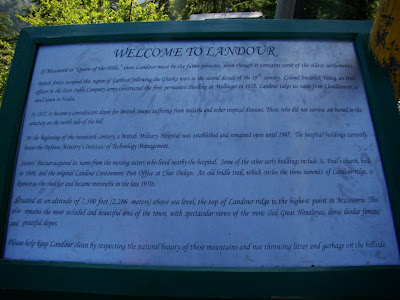 WELCOME TO LANDOUR
If Mussoorie is "Queen of the Hills," then Landour must be the fairer princess, even though it contains some of the oldest settlements.
British forces occupied this region of Garhwal following the Ghurka wars in the second decade of the 19th century. Colonel Frederick Young, an Irish
officer in the East India Company army constructed the first permanent dwelling at Mullingar in 1825. Landour takes its name from Llanddowror, a
small town in Wales.
In 1827, it became a convalescent depot for British troops suffering from malaria and other tropical diseases. Those who did not survive are buried in the
cemetery on the north side of the hill.
At the beginning of the twentieth century a British Military Hospital was established and remained open until 1947. The hospital buildings currently
house the Defense Ministry's Institute of Technology Management.
Sisters' Bazaar acquired its name from the nursing sisters who lived nearby the hospital. Some of the other early buildings include St. Paul's church, built
in 1840, and the original Landour Cantonment Post Office at Char Dukan. An old bridle trail, which circles the three summits of Landour ridge, is
known as the chukkar and became motorable in the late 1950s.
Situated at an altitude of 7,500 feet (2,286 meters) above sea level, the top of Landour ridge is the highest point in Mussoorie. This
also remains the most secluded and beautiful area of the town, with spectacular views of the snow clad Great Himalayas, dense deodar forests
and peaceful slopes.
Please help keep Landour clean by respecting the natural beauty of these mountains and not throwing litter and garbage on the hillside.